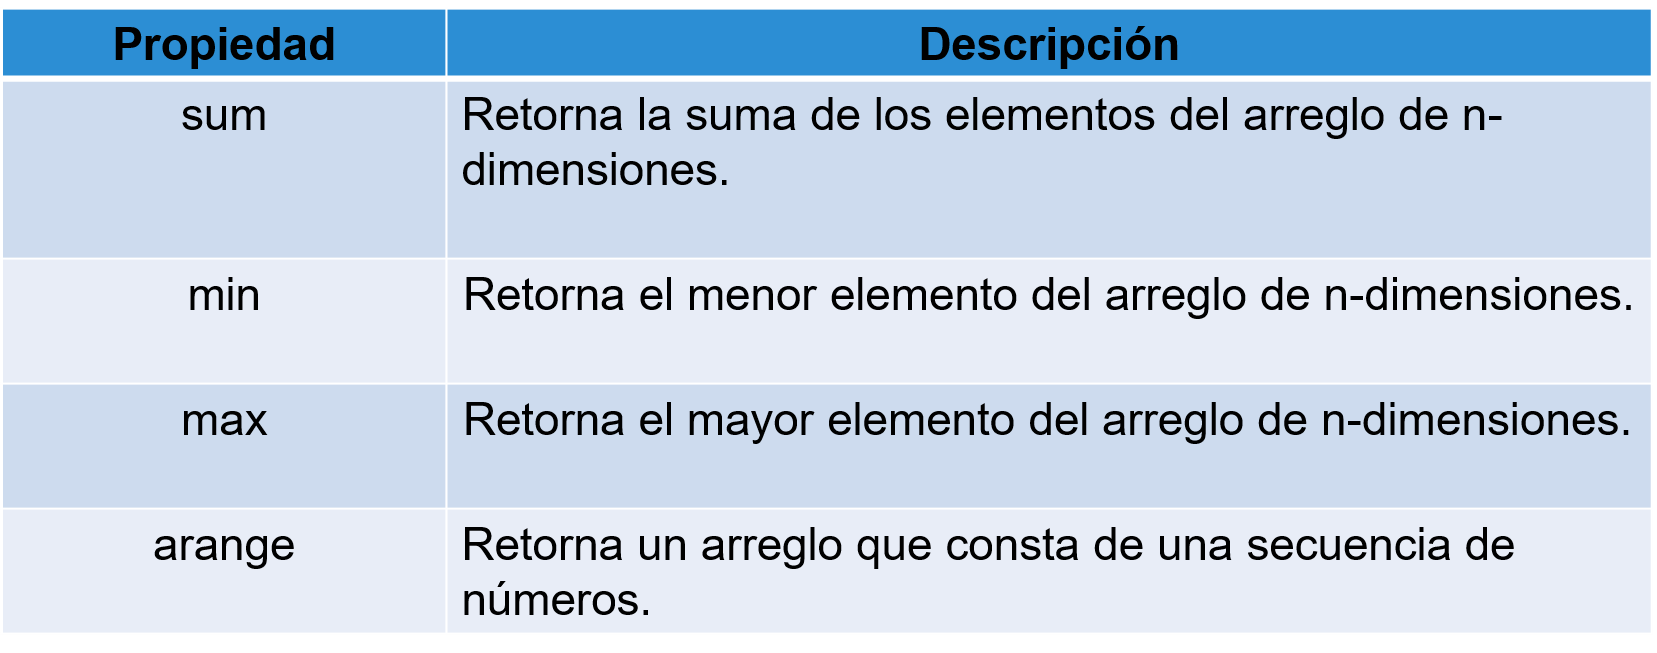 Propiedad
Descripción
sum
Retorna la suma de los elementos del arreglo de n-
dimensiones.
min
Retorna el menor elemento del arreglo de n-dimensiones.
max
Retorna el mayor elemento del arreglo de n-dimensiones.
arange
Retorna un arreglo que consta de una secuencia de
números.